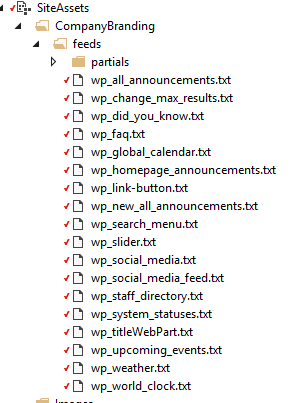 SiteAssets
CompanyBranding
feeds
partials
wp_all_announcements.txt
wp_change_max_results.txt
wp_did_you_know.txt
wp_faq.txt
wp_global_calendar.txt
wp_homepage_announcements.txt
wp_link-button.txt
wp_new_all_announcements.txt
wp_search_menu.txt
wp_slider.txt
wp_social_media.txt
wp_social_media_feed.txt
wp_staff_directory.txt
wp_system_statuses.txt
wp_titleWebPart.txt
wp_upcoming_events.txt
wp_weather.txt
wp_world_clock.txt